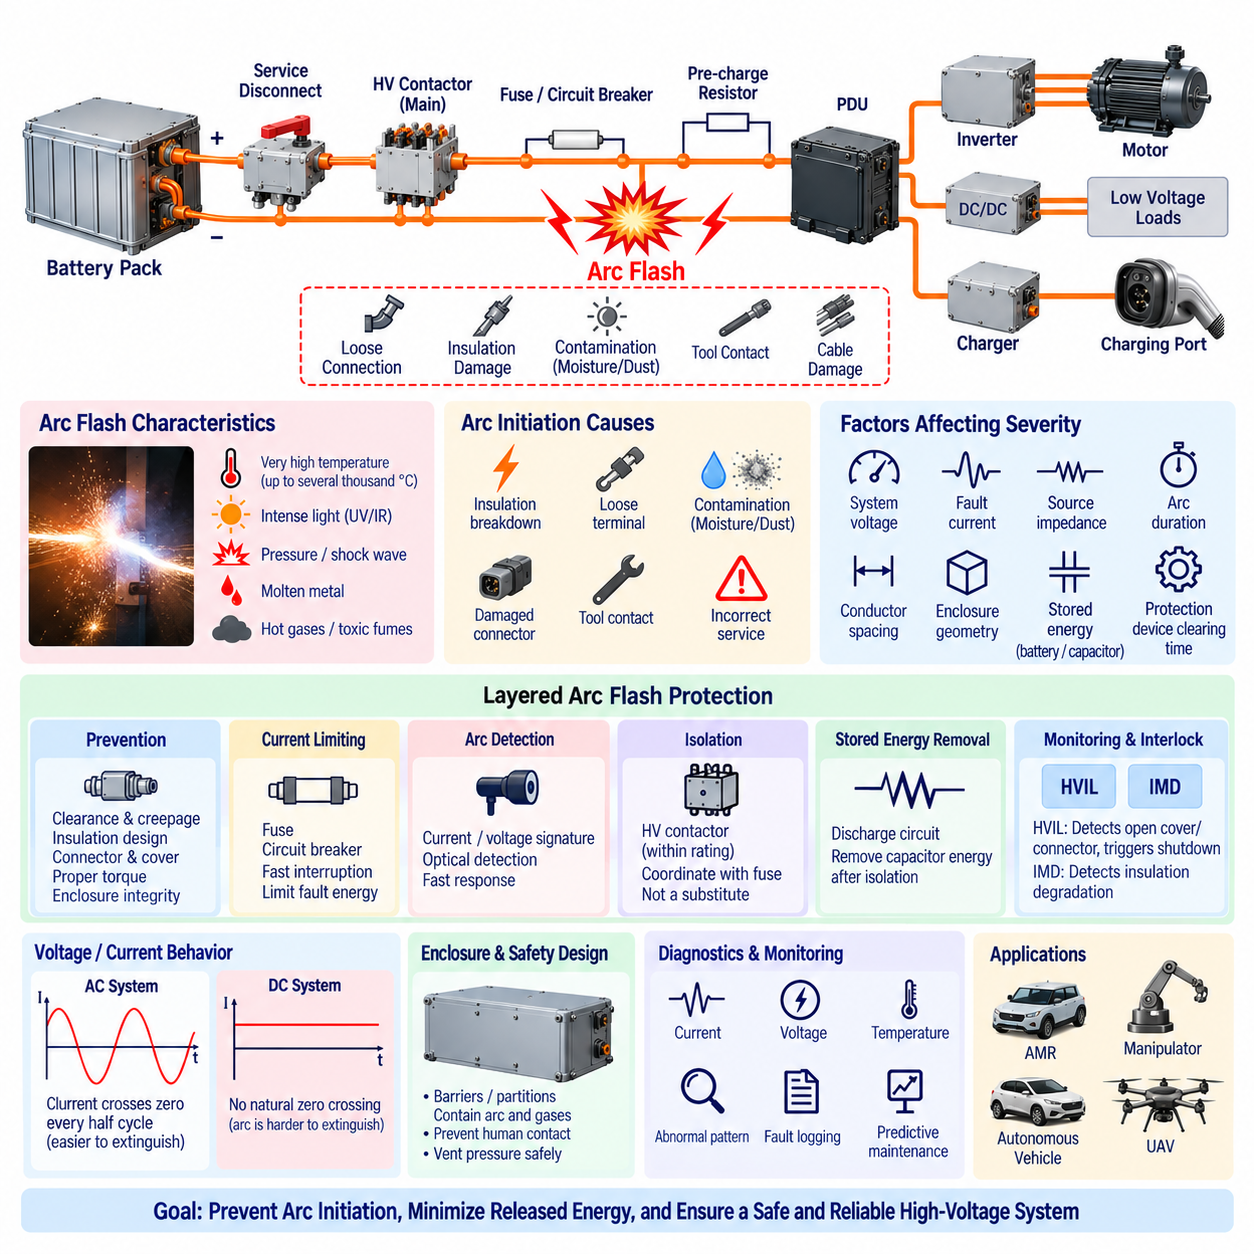 Service
Disconnect
HV Contactor
(Main)
Fuse / Circuit Breaker
Pre-charge
Resistor
PDU
+
−
Battery Pack
Inverter
Motor
DC/DC
Low Voltage
Loads
Charger
Charging Port
Arc Flash
Loose
Connection
Insulation
Damage
Contamination
(Moisture/Dust)
Tool Contact
Cable
Damage
Arc Flash Characteristics
Very high temperature
(up to several thousand °C)
Intense light (UV/IR)
Pressure / shock wave
Molten metal
Hot gases / toxic fumes
Arc Initiation Causes
Insulation
breakdown
Loose
terminal
Contamination
(Moisture/Dust)
Damaged
connector
Tool contact
Incorrect
service
Factors Affecting Severity
System
voltage
Fault
current
Source
impedance
Arc
duration
Conductor
spacing
Enclosure
geometry
Stored
energy
(battery / capacitor)
Protection
device clearing
time
Layered Arc Flash Protection
Prevention
Clearance & creepage
Insulation design
Connector & cover
Proper torque
Enclosure integrity
Current Limiting
Fuse
Circuit breaker
Fast interruption
Limit fault energy
Arc Detection
Current / voltage signature
Optical detection
Fast response
Isolation
HV contactor
(within rating)
Coordinate with fuse
Not a substitute
Stored Energy Removal
Discharge circuit
Remove capacitor energy
after isolation
Monitoring & Interlock
HVIL
IMD
HVIL: Detects open cover/
connector, triggers shutdown
IMD: Detects insulation
degradation
Voltage / Current Behavior
AC System
I
t
Clurrent crosses zero
every half cycle
(easier to extinguish)
DC System
I
t
No natural zero crossing
(arc is harder to extinguish)
Enclosure & Safety Design
• Barriers / partitions
Contain arc and gases
• Prevent human contact
• Vent pressure safely
Diagnostics & Monitoring
Current
Voltage
Temperature
Abnormal pattern
Fault logging
Predictive
maintenance
Applications
AMR
Manipulator
Autonomous
Vehicle
UAV
Goal: Prevent Arc Initiation, Minimize Released Energy, and Ensure a Safe and Reliable High-Voltage System